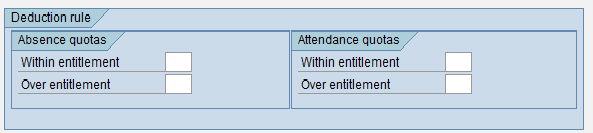 Deduction rule
Absence quotas
Within entitlement
Over entitlement
Attendance quotas
Within entitlement
Over entitlement